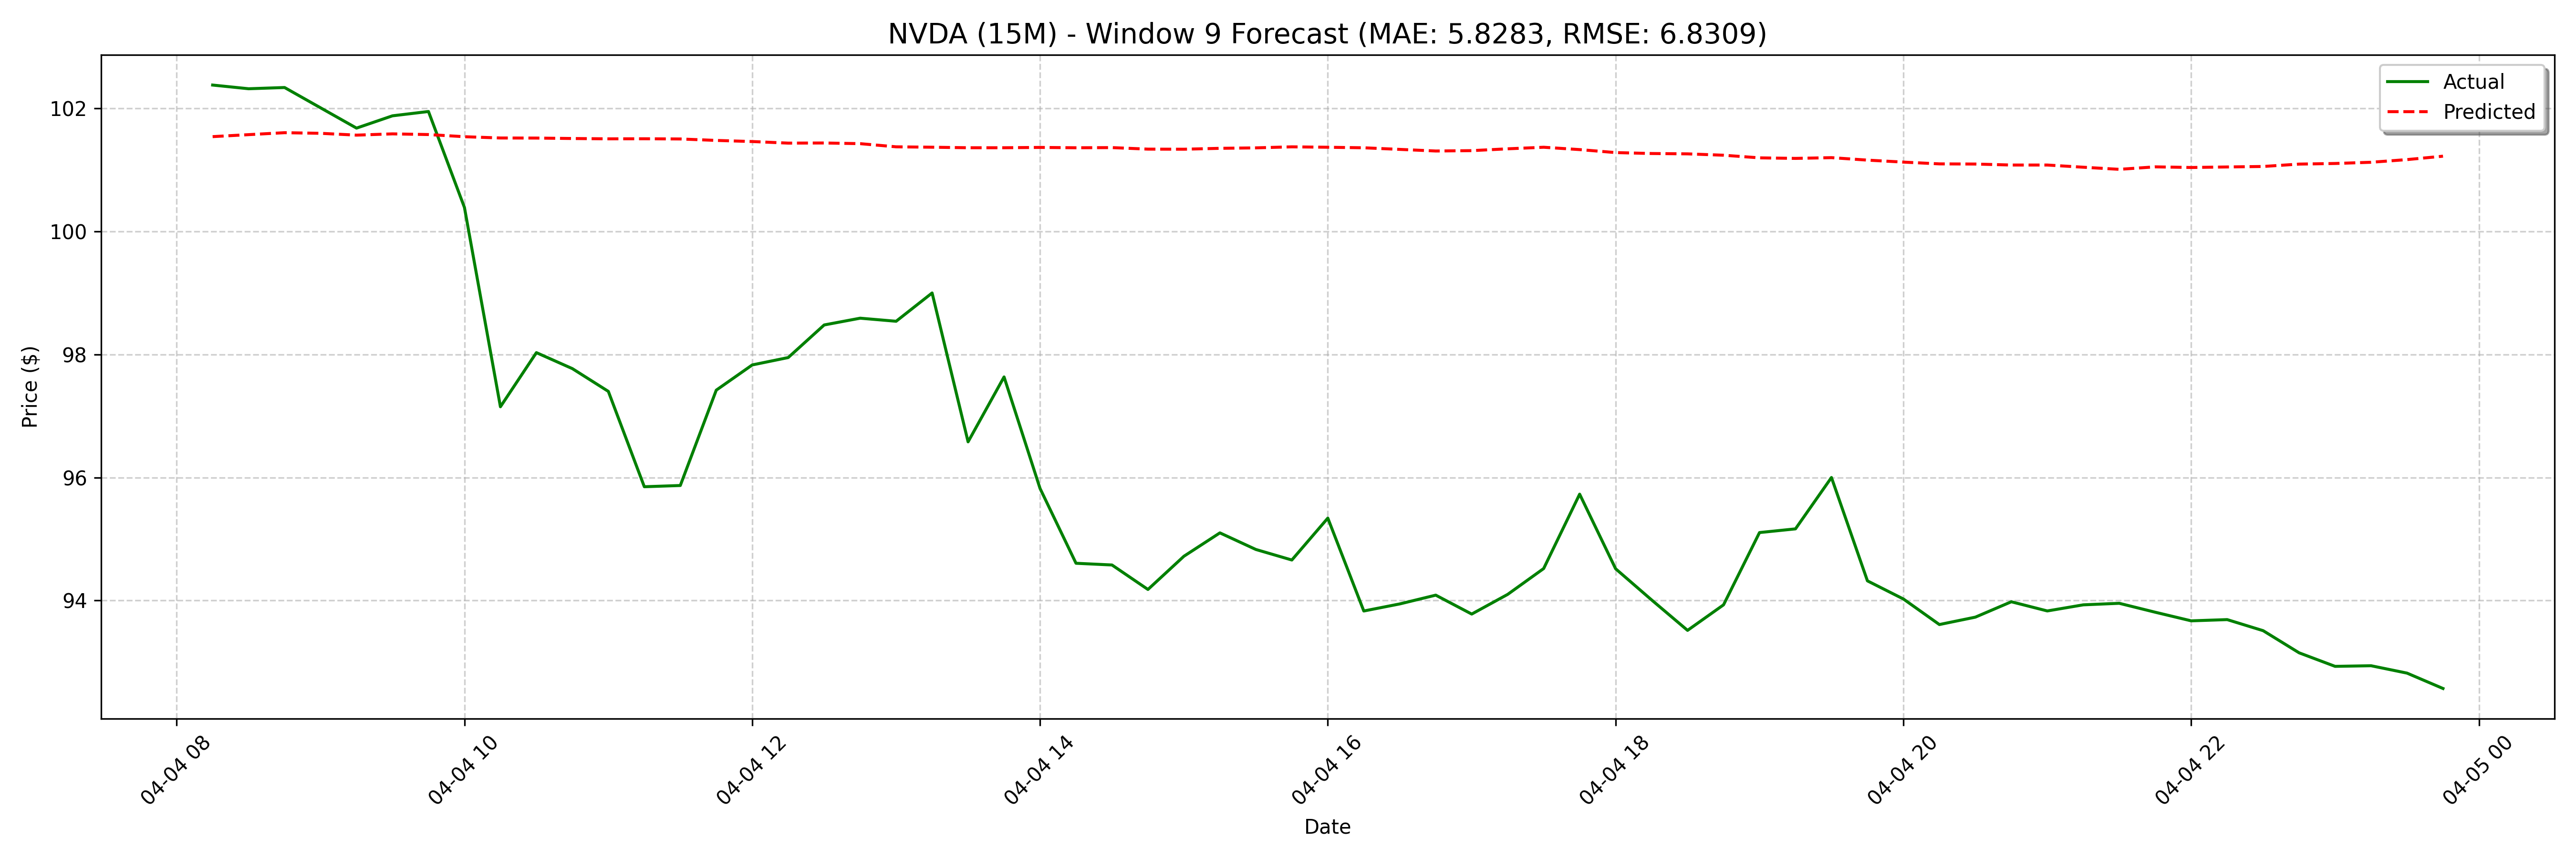 NVDA (15M) - Window 9 Forecast (MAE: 5.8283, RMSE: 6.8309)
Actual
Predicted
Price ($)
102
100
98
96
94
04-04 08
04-04 10
04-04 12
04-04 14
04-04 16
04-04 18
04-04 20
04-04 22
04-05 00
Date